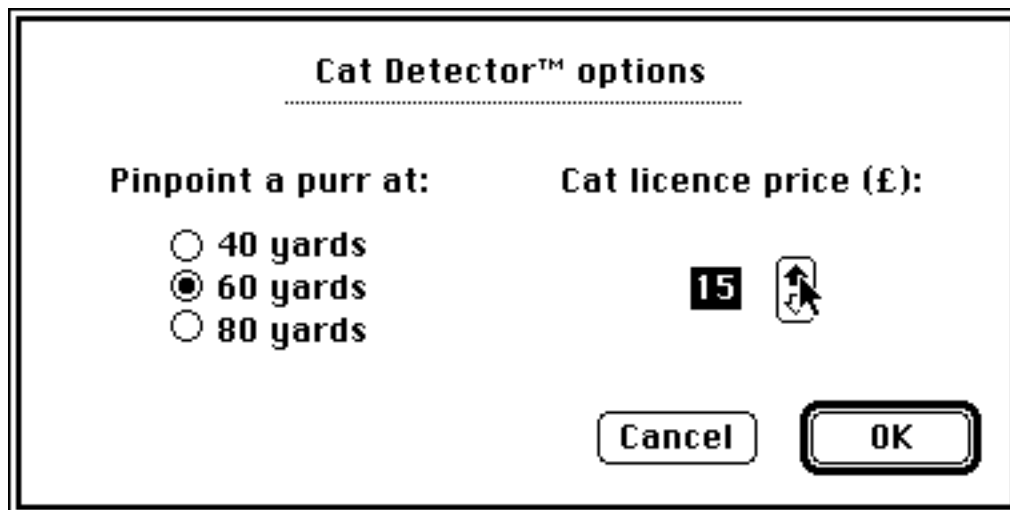 Cat Detector™ options
Pinpoint a purr at:
40 yards
60 yards
80 yards
Cat licence price (£):
15
Cancel
OK